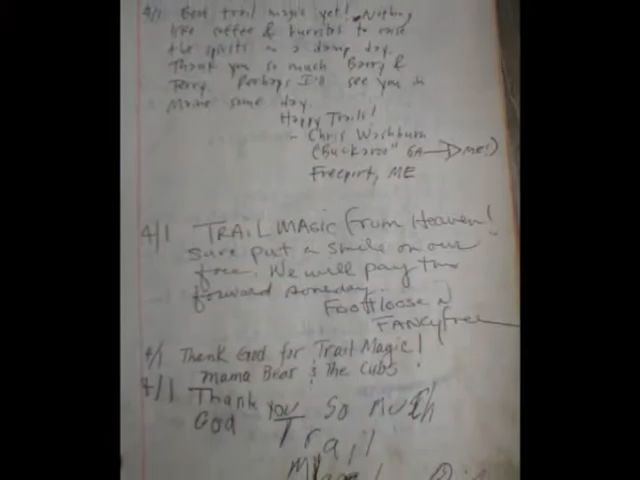 4/1 Best trail magic yet! Nothing
like coffee & burritos to raise
the spirits on a damp day.
Thank you so much Barry &
Terry. Perhaps I'll see you in
Maine some day.
Happy Trails!
- Chris Washburn
("Buckaroo" GA → ME!)
Freeport, ME
4/1 TRAIL MAGIC From Heaven!
Sure put a smile on our
face. We will pay this
forward someday.
Footloose N
FANCYfree
4/1 Thank God for Trail Magic!
Mama Bear & The Cubs
4/1 Thank you so much
God
Trail